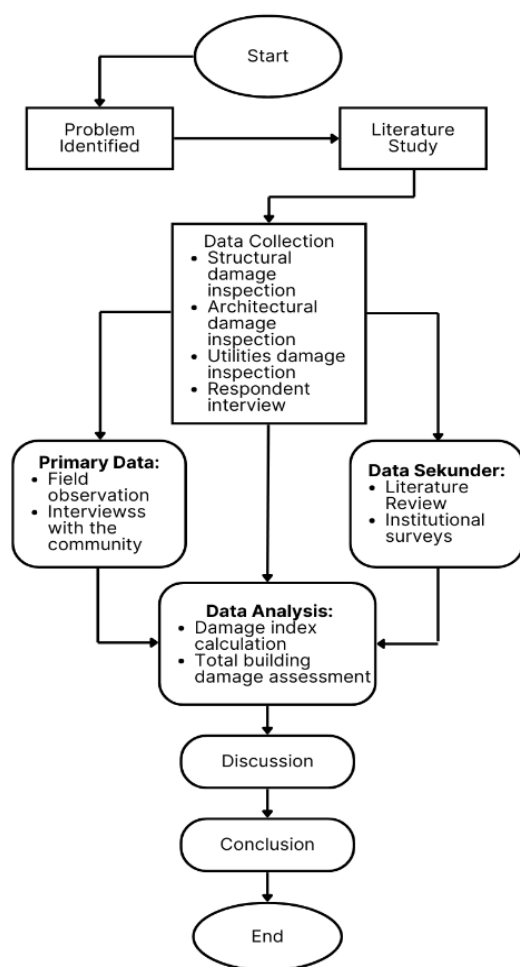 Start
Problem
Identified
Literature
Study
Data Collection
• Structural
damage
inspection
• Architectural
damage
inspection
• Utilities damage
inspection
• Respondent
interview
Primary Data:
• Field
observation
• Interviewss
with the
community
Data Sekunder:
• Literature
Review
• Institutional
surveys
Data Analysis:
• Damage index
calculation
• Total building
damage assessment
Discussion
Conclusion
End